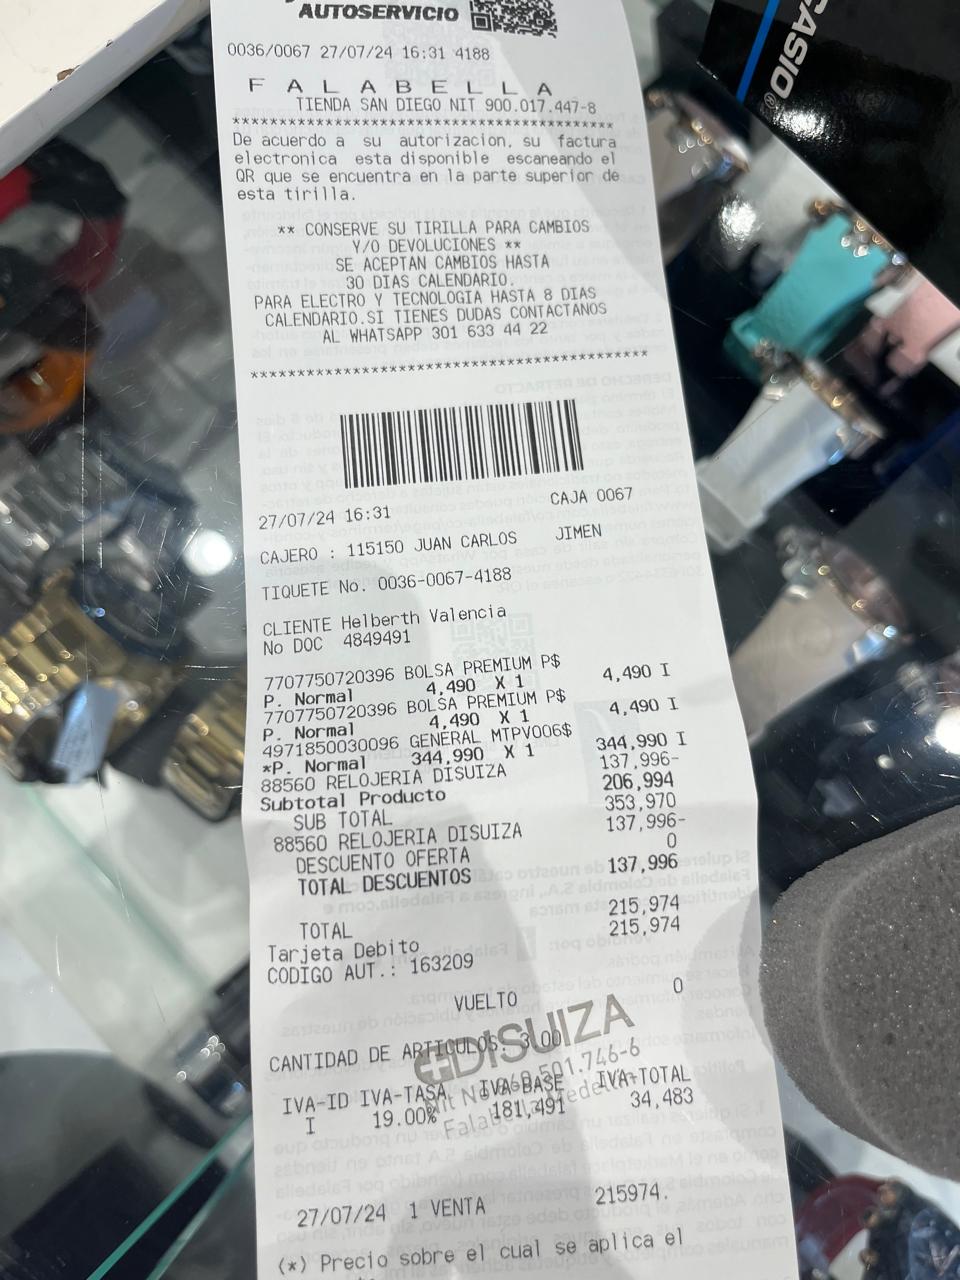 AUTOSERVICIO
0036/0067 27/07/24 16:31 4188
FALABELLA
TIENDA SAN DIEGO NIT 900.017.447-8
****************************************
De acuerdo a su autorizacion, su factura
electronica esta disponible escaneando el
QR que se encuentra en la parte superior de
esta tirilla.
** CONSERVE SU TIRILLA PARA CAMBIOS
Y/O DEVOLUCIONES **
SE ACEPTAN CAMBIOS HASTA
30 DIAS CALENDARIO.
PARA ELECTRO Y TECNOLOGIA HASTA 8 DIAS
CALENDARIO.SI TIENES DUDAS CONTACTANOS
AL WHATSAPP 301 633 44 22
****************************************
27/07/24 16:31 CAJA 0067
CAJERO : 115150 JUAN CARLOS JIMEN
TIQUETE No. 0036-0067-4188
CLIENTE Helberth Valencia
No DOC 4849491
7707750720396 BOLSA PREMIUM P$ 4,490 I
P. Normal 4,490 X 1
7707750720396 BOLSA PREMIUM P$ 4,490 I
P. Normal 4,490 X 1
4971850030096 GENERAL MTPV006$ 344,990 I
*P. Normal 344,990 X 1
88560 RELOJERIA DISUIZA 137,996-
Subtotal Producto 206,994
SUB TOTAL 353,970
88560 RELOJERIA DISUIZA 137,996-
DESCUENTO OFERTA 0
TOTAL DESCUENTOS 137,996
TOTAL 215,974
Tarjeta Debito 215,974
CODIGO AUT.: 163209
VUELTO 0
CANTIDAD DE ARTICULOS: 3.00
DISUIZA
IVA-ID IVA-TASA IVA-BASE IVA-TOTAL
I 19.00% 181,491 34,483
27/07/24 1 VENTA 215974.
(*) Precio sobre el cual se aplica el
CASIO®